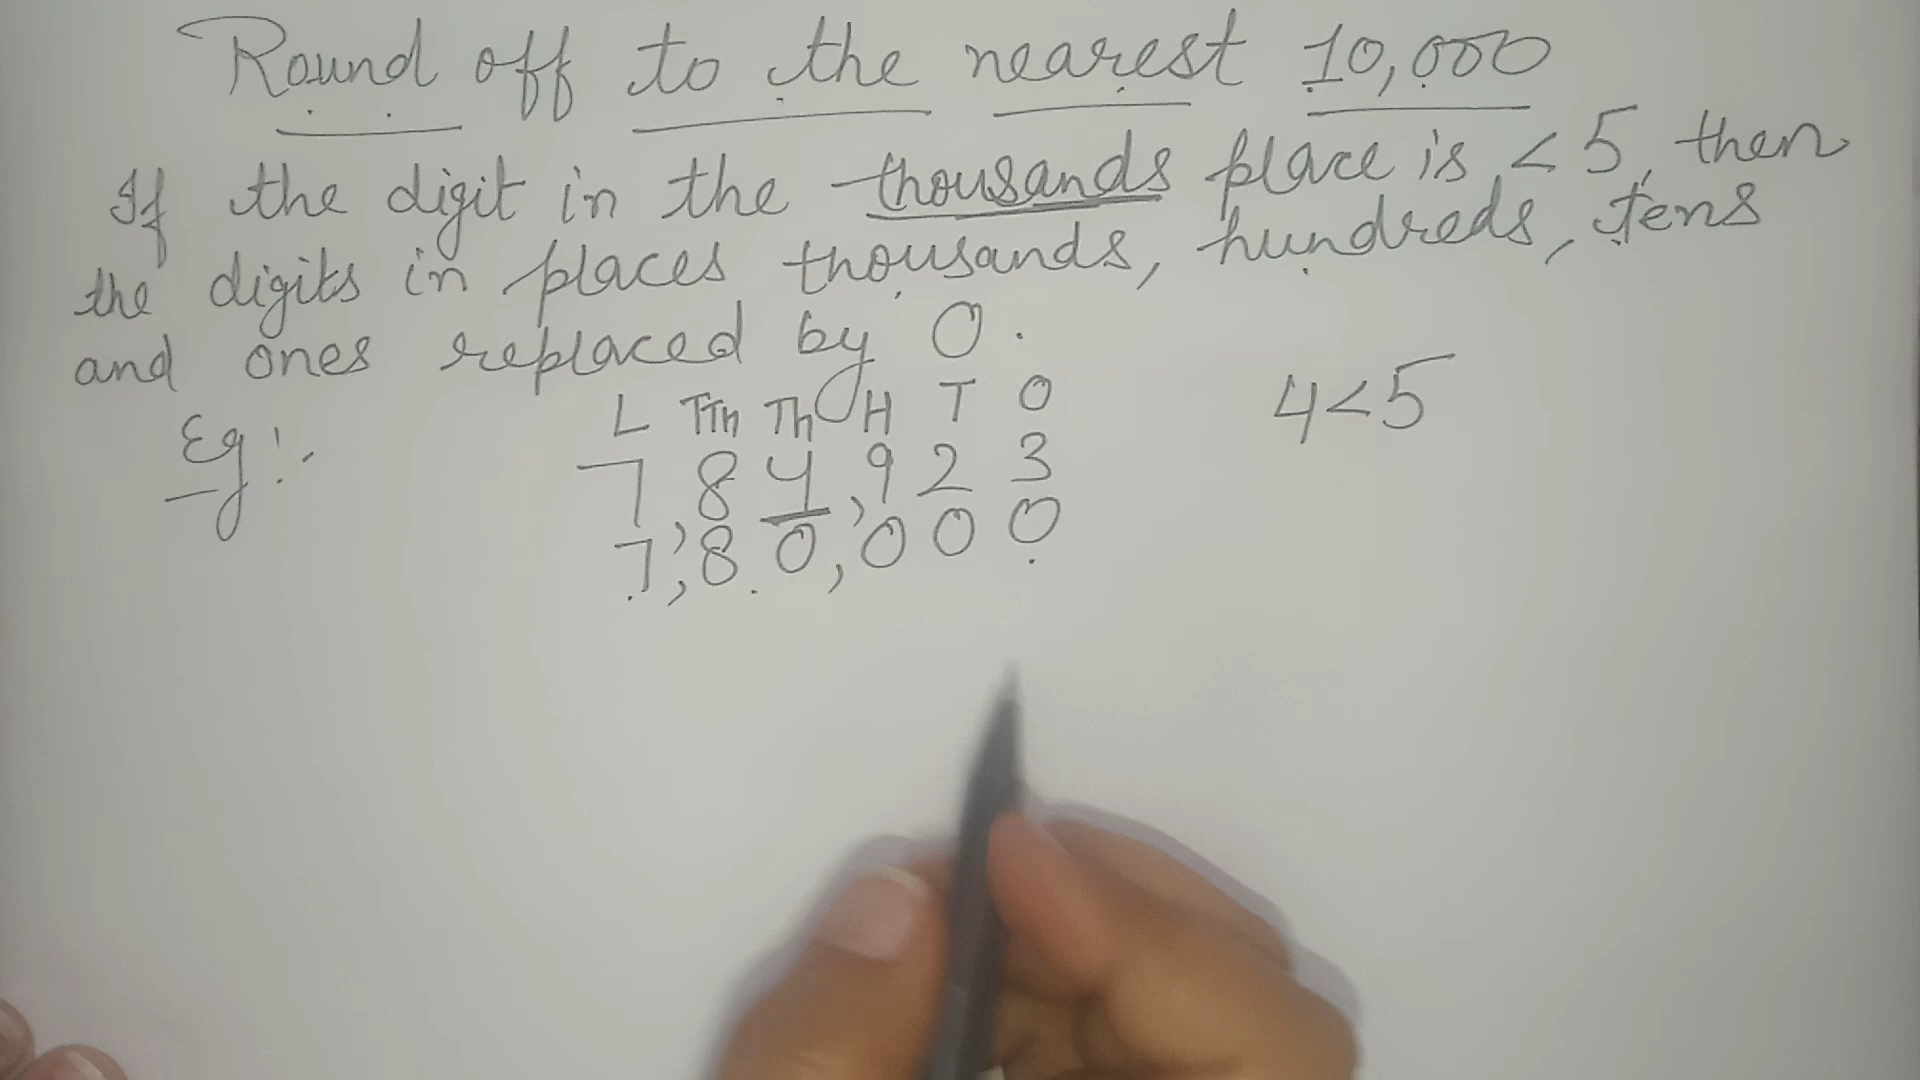 Round off to the nearest 10,000
If the digit in the thousands place is < 5, then
the digits in places thousands, hundreds, tens
and ones replaced by 0.
L TTh Th H T O 4<5
Eg:- 7,84,923
7,80,000